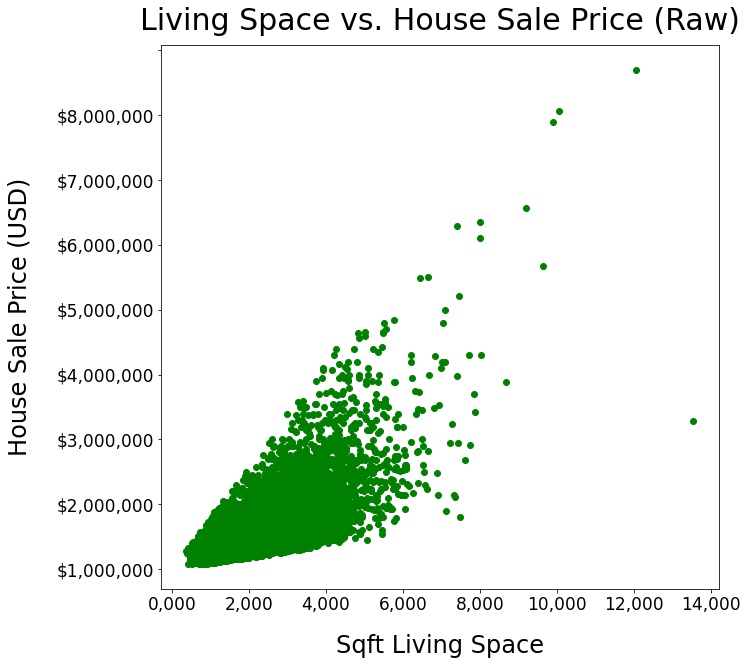 Living Space vs. House Sale Price (Raw)
$8,000,000
$7,000,000
$6,000,000
$5,000,000
$4,000,000
$3,000,000
$2,000,000
$1,000,000
House Sale Price (USD)
0,000 2,000 4,000 6,000 8,000 10,000 12,000 14,000
Sqft Living Space